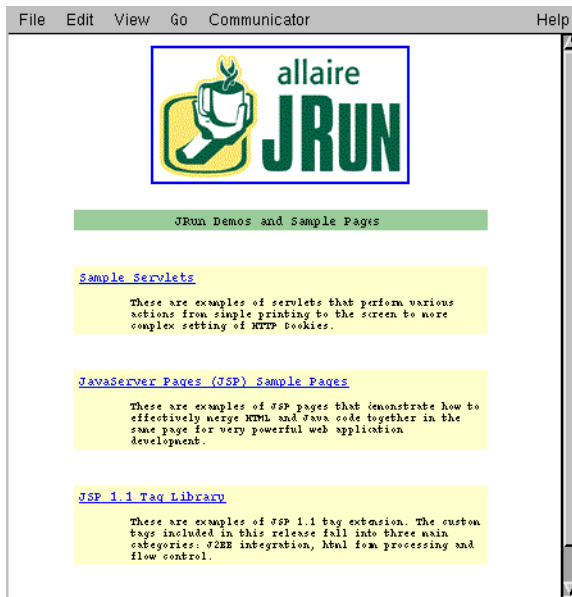 File Edit View Go Communicator Help
allaire
JRUN
JRun Demos and Sample Pages
Sample Servlets
These are examples of servlets that perform various
actions from simple printing to the screen to more
complex setting of HTTP Cookies.
JavaServer Pages (JSP) Sample Pages
These are examples of JSP pages that demonstrate how to
effectively merge HTML and Java code together in the
same page for very powerful web application
development.
JSP 1.1 Tag Library
These are examples of JSP 1.1 tag extension. The custom
tags included in this release fall into three main
categories: J2EE integration, html form processing and
flow control.